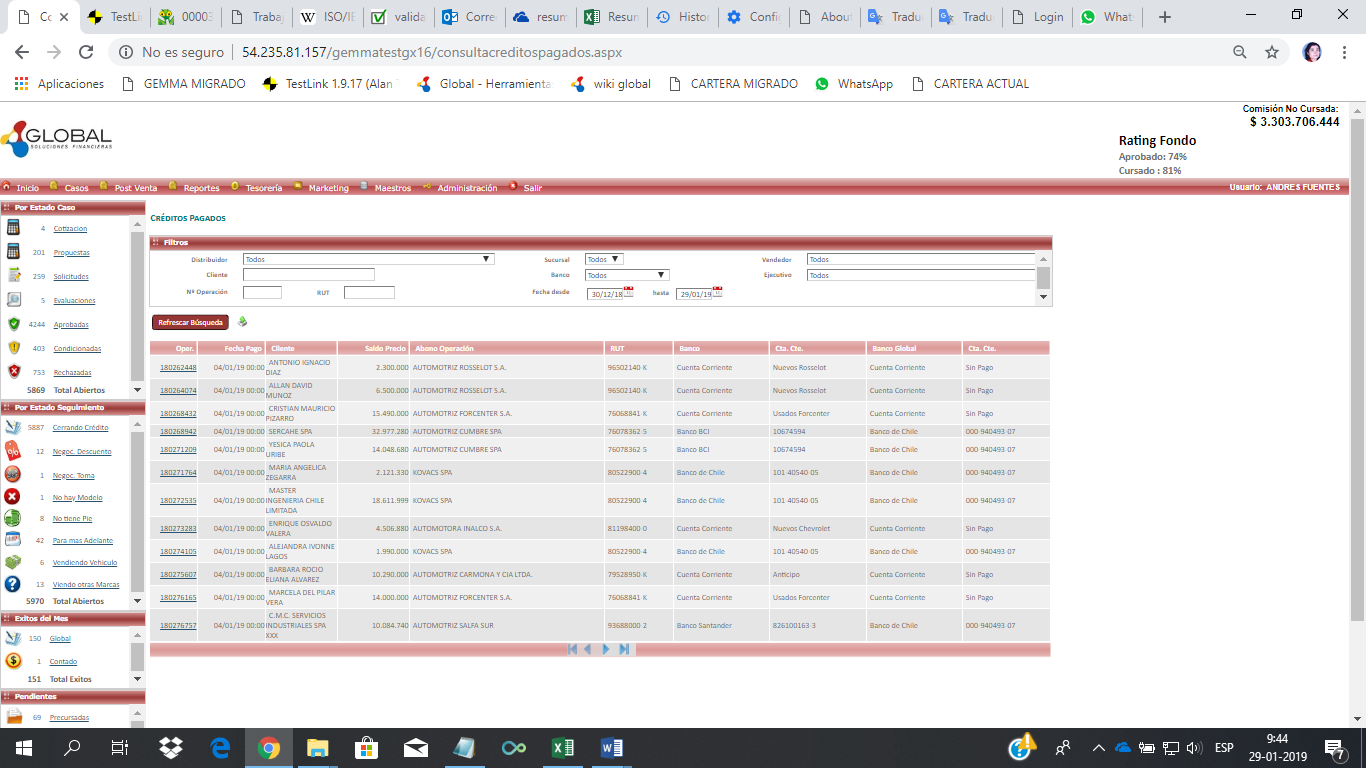 Co
TestLin
00003
Trabaj
ISO/IE
valida
Corre
resum
Resun
Histor
Config
About
Tradu
Tradu
Login
What
No es seguro | 54.235.81.157/gemmatestgx16/consultacreditospagados.aspx
Aplicaciones
GEMMA MIGRADO
TestLink 1.9.17 (Alan
Global - Herramienta
wiki global
CARTERA MIGRADO
WhatsApp
CARTERA ACTUAL
Comisión No Cursada:
$ 3.303.706.444
GLOBAL
SOLUCIONES FINANCIERAS
Rating Fondo
Aprobado: 74%
Cursado : 81%
Inicio Casos Post Venta Reportes Tesorería Marketing Maestros Administración Salir Usuario: ANDRES FUENTES
Por Estado Caso
4 Cotizacion
201 Propuestas
259 Solicitudes
5 Evaluaciones
4244 Aprobadas
403 Condicionadas
753 Rechazadas
5869 Total Abiertos
Por Estado Seguimiento
5887 Cerrando Crédito
12 Negoc. Descuento
1 Negoc. Toma
1 No hay Modelo
8 No tiene Pie
42 Para mas Adelante
6 Vendiendo Vehiculo
13 Viendo otras Marcas
5970 Total Abiertos
Exitos del Mes
150 Global
1 Contado
151 Total Exitos
Pendientes
69 Precursadas
CRÉDITOS PAGADOS
Filtros
Distribuidor Todos Sucursal Todos Vendedor Todos
Cliente Banco Todos Ejecutivo Todos
Nº Operación RUT Fecha desde 30/12/18 hasta 29/01/19
Refrescar Búsqueda
Oper. Fecha Pago Cliente Saldo Precio Abono Operación RUT Banco Cta. Cte. Banco Global Cta. Cte.
180262448 04/01/19 00:00 ANTONIO IGNACIO DIAZ 2.300.000 AUTOMOTRIZ ROSSELOT S.A. 96502140-K Cuenta Corriente Nuevos Rosselot Cuenta Corriente Sin Pago
180264074 04/01/19 00:00 ALLAN DAVID MUNOZ 6.500.000 AUTOMOTRIZ ROSSELOT S.A. 96502140-K Cuenta Corriente Nuevos Rosselot Cuenta Corriente Sin Pago
180268432 04/01/19 00:00 CRISTIAN MAURICIO PIZARRO 15.490.000 AUTOMOTRIZ FORCENTER S.A. 76068841-K Cuenta Corriente Usados Forcenter Cuenta Corriente Sin Pago
180268942 04/01/19 00:00 SERCAHE SPA 32.977.280 AUTOMOTRIZ CUMBRE SPA 76078362-5 Banco BCI 10674594 Banco de Chile 000-940493-07
180271209 04/01/19 00:00 YESICA PAOLA URIBE 14.048.680 AUTOMOTRIZ CUMBRE SPA 76078362-5 Banco BCI 10674594 Banco de Chile 000-940493-07
180271764 04/01/19 00:00 MARIA ANGELICA ZEGARRA 2.121.330 KOVACS SPA 80522900-4 Banco de Chile 101-40540-05 Banco de Chile 000-940493-07
180272535 04/01/19 00:00 MASTER INGENIERIA CHILE LIMITADA 18.611.999 KOVACS SPA 80522900-4 Banco de Chile 101-40540-05 Banco de Chile 000-940493-07
180273283 04/01/19 00:00 ENRIQUE OSVALDO VALERA 4.506.880 AUTOMOTORA INALCO S.A. 81198400-0 Cuenta Corriente Nuevos Chevrolet Cuenta Corriente Sin Pago
180274105 04/01/19 00:00 ALEJANDRA IVONNE LAGOS 1.990.000 KOVACS SPA 80522900-4 Banco de Chile 101-40540-05 Banco de Chile 000-940493-07
180275607 04/01/19 00:00 BARBARA ROCIO ELIANA ALVAREZ 10.290.000 AUTOMOTRIZ CARMONA Y CIA LTDA. 79528950-K Cuenta Corriente Anticipo Cuenta Corriente Sin Pago
180276165 04/01/19 00:00 MARCELA DEL PILAR VERA 14.000.000 AUTOMOTRIZ FORCENTER S.A. 76068841-K Cuenta Corriente Usados Forcenter Cuenta Corriente Sin Pago
180276757 04/01/19 00:00 C.M.C. SERVICIOS INDUSTRIALES SPA XXX 10.084.740 AUTOMOTRIZ SALFA SUR 93688000-2 Banco Santander 826100163-3 Banco de Chile 000-940493-07
ESP
9:44
29-01-2019
7